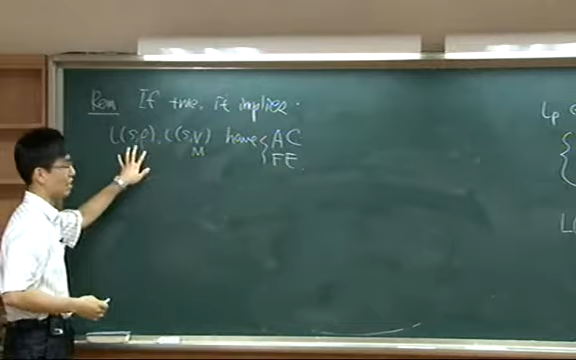 Rem If true, it implies.
L(s,ρ), L(s,V) have { AC
M FE.
Lp
L(